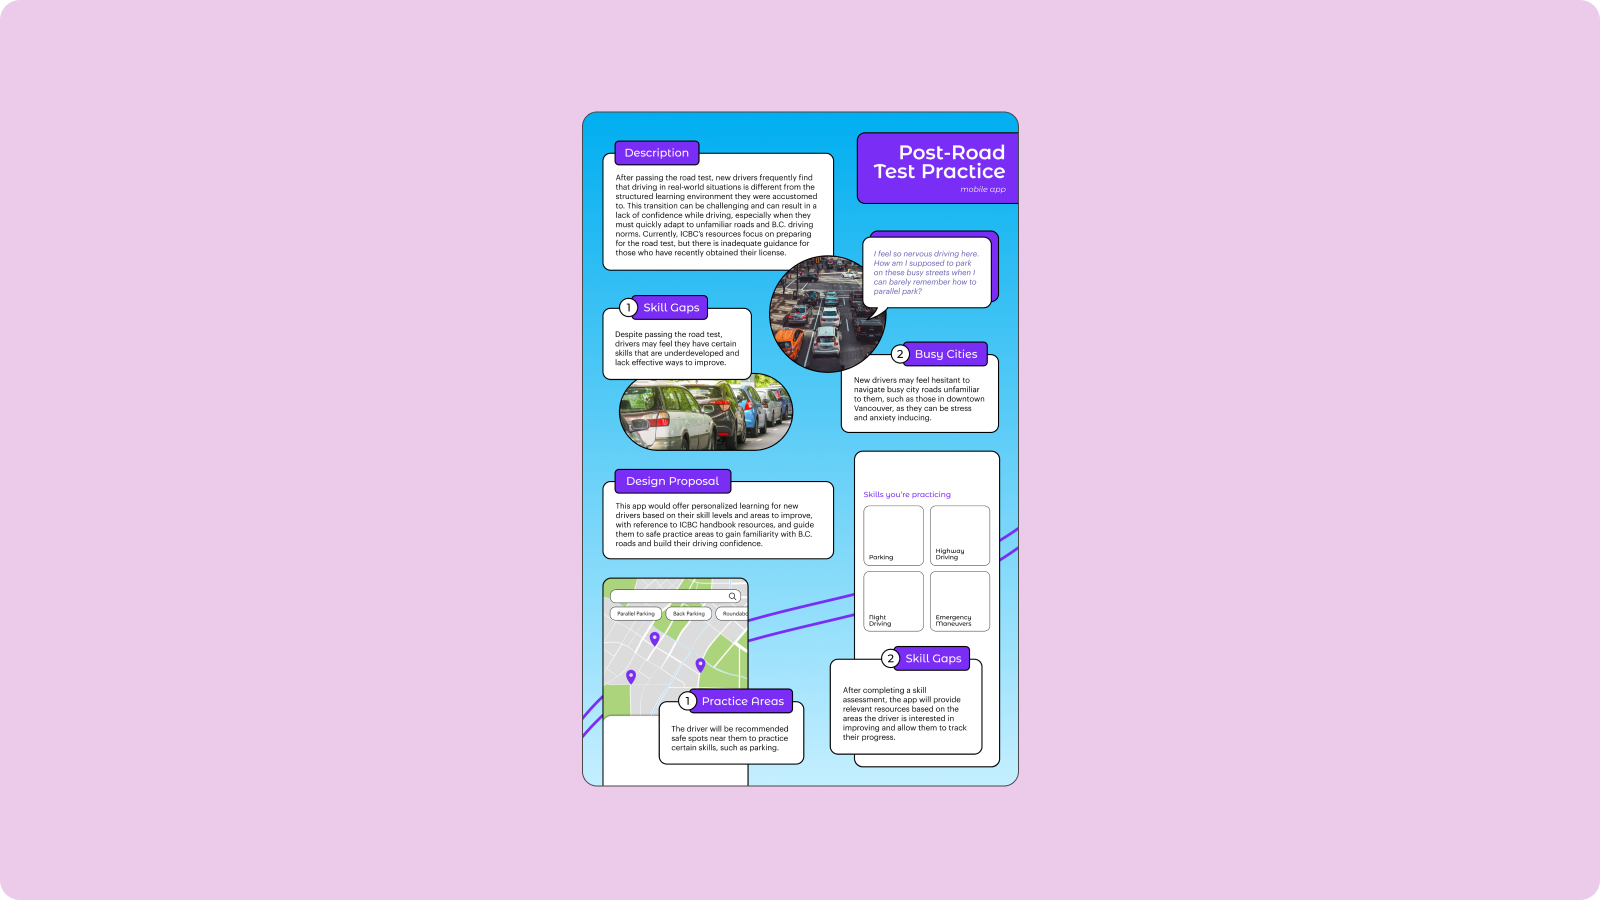 Post-Road
Test Practice
mobile app
Description
After passing the road test, new drivers frequently find
that driving in real-world situations is different from the
structured learning environment they were accustomed
to. This transition can be challenging and can result in a
lack of confidence while driving, especially when they
must quickly adapt to unfamiliar roads and B.C. driving
norms. Currently, ICBC's resources focus on preparing
for the road test, but there is inadequate guidance for
those who have recently obtained their license.
I feel so nervous driving here.
How am I supposed to park
on these busy streets when I
can barely remember how to
parallel park?
1 Skill Gaps
Despite passing the road test,
drivers may feel they have certain
skills that are underdeveloped and
lack effective ways to improve.
2 Busy Cities
New drivers may feel hesitant to
navigate busy city roads unfamiliar
to them, such as those in downtown
Vancouver, as they can be stress
and anxiety inducing.
Design Proposal
This app would offer personalized learning for new
drivers based on their skill levels and areas to improve,
with reference to ICBC handbook resources, and guide
them to safe practice areas to gain familiarity with B.C.
roads and build their driving confidence.
Parallel Parking
Back Parking
Roundabo
1 Practice Areas
The driver will be recommended
safe spots near them to practice
certain skills, such as parking.
Skills you're practicing
Parking
Highway
Driving
Night
Driving
Emergency
Maneuvers
2 Skill Gaps
After completing a skill
assessment, the app will provide
relevant resources based on the
areas the driver is interested in
improving and allow them to track
their progress.